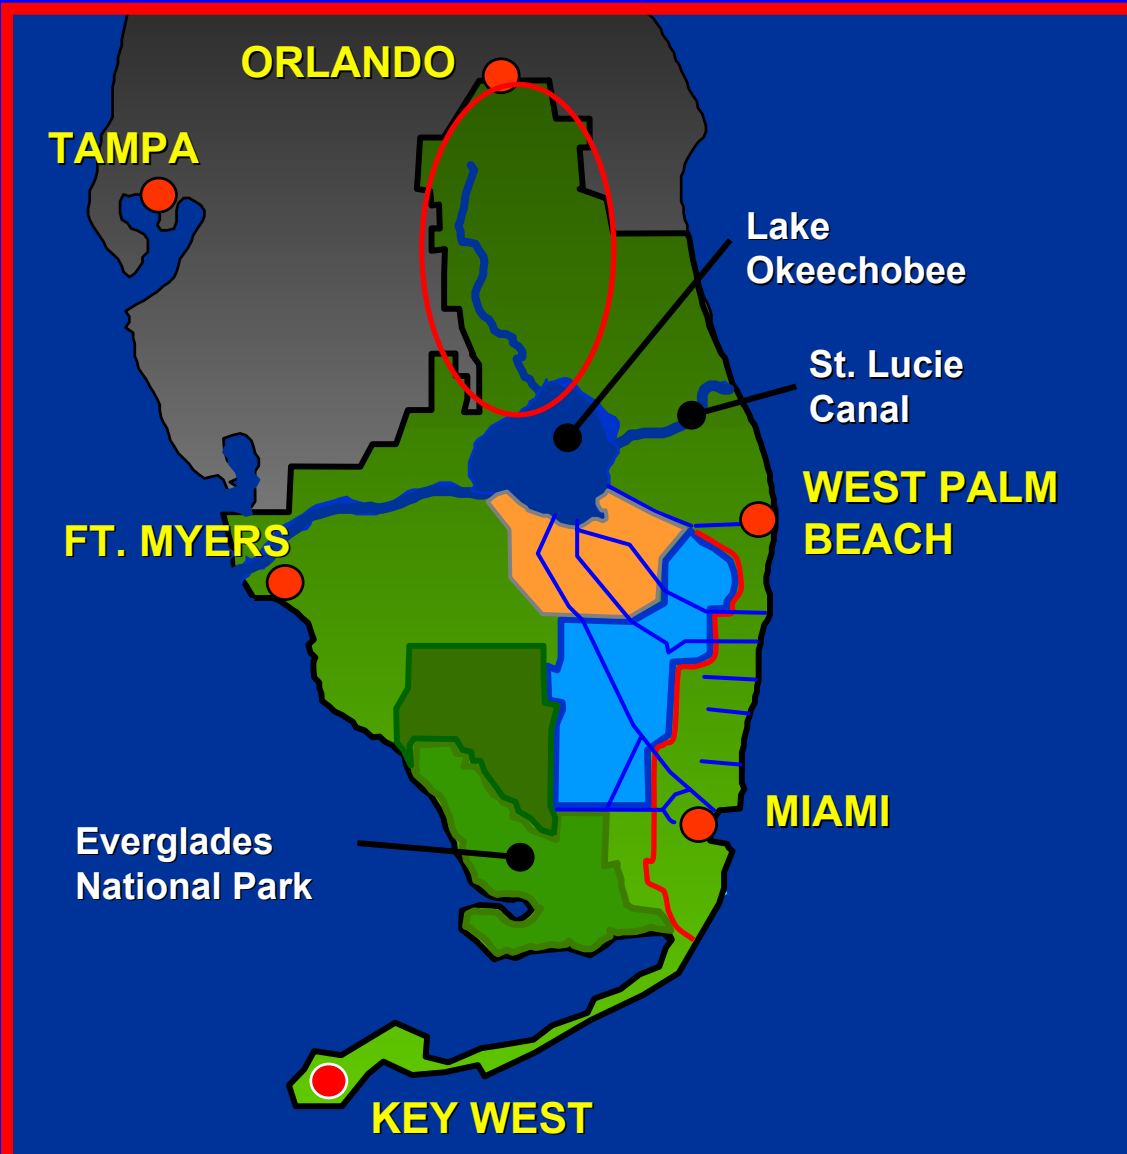 ORLANDO
TAMPA
Lake
Okeechobee
St. Lucie
Canal
WEST PALM
BEACH
FT. MYERS
MIAMI
Everglades
National Park
KEY WEST